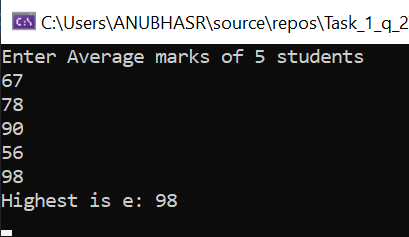 C:\Users\ANUBHASR\source\repos\Task_1_q_2
Enter Average marks of 5 students
67
78
90
56
98
Highest is e: 98